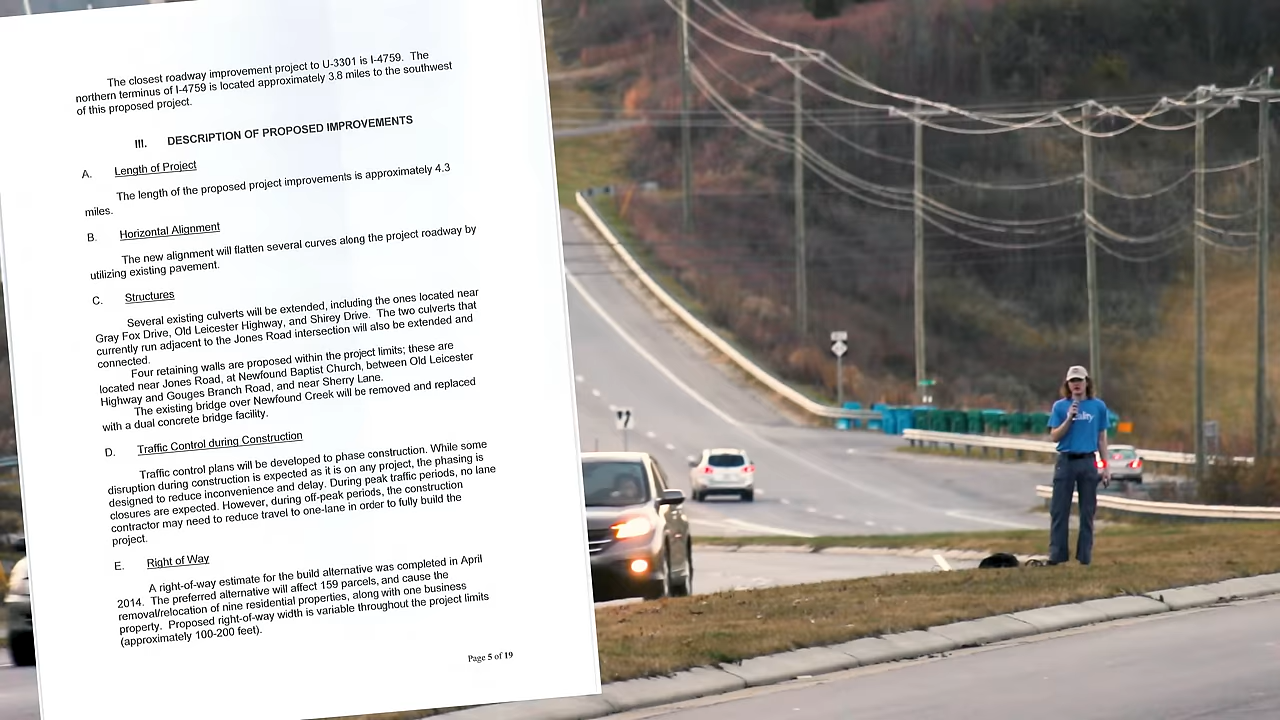 The closest roadway improvement project to U-3301 is I-4759. The
northern terminus of I-4759 is located approximately 3.8 miles to the southwest
of this proposed project.
III. DESCRIPTION OF PROPOSED IMPROVEMENTS
A. Length of Project
The length of the proposed project improvements is approximately 4.3
miles.
B. Horizontal Alignment
The new alignment will flatten several curves along the project roadway by
utilizing existing pavement.
C. Structures
Several existing culverts will be extended, including the ones located near
Gray Fox Drive, Old Leicester Highway, and Shirey Drive. The two culverts that
currently run adjacent to the Jones Road intersection will also be extended and
connected.
Four retaining walls are proposed within the project limits; these are
located near Jones Road, at Newfound Baptist Church, between Old Leicester
Highway and Gouges Branch Road, and near Sherry Lane.
The existing bridge over Newfound Creek will be removed and replaced
with a dual concrete bridge facility.
D. Traffic Control during Construction
Traffic control plans will be developed to phase construction. While some
disruption during construction is expected as it is on any project, the phasing is
designed to reduce inconvenience and delay. During peak traffic periods, no lane
closures are expected. However, during off-peak periods, the construction
contractor may need to reduce travel to one-lane in order to fully build the
project.
E. Right of Way
A right-of-way estimate for the build alternative was completed in April
2014. The preferred alternative will affect 159 parcels, and cause the
removal/relocation of nine residential properties, along with one business
property. Proposed right-of-way width is variable throughout the project limits
(approximately 100-200 feet).
Page 5 of 19